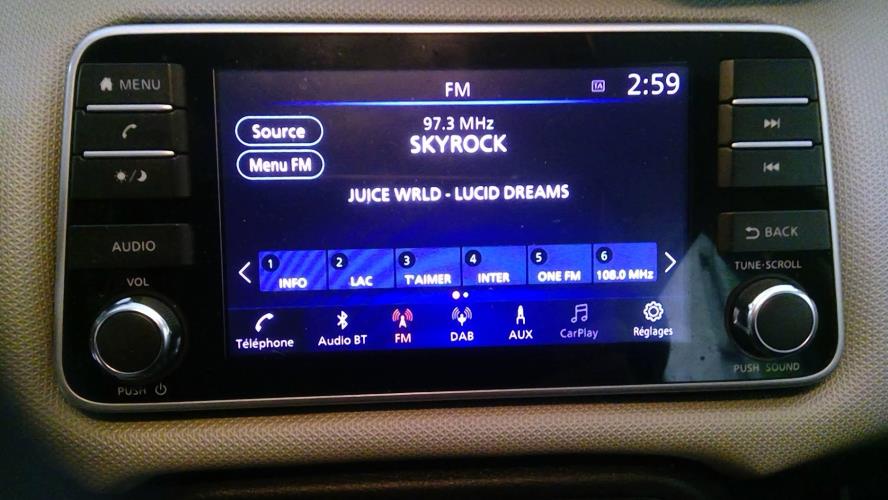 MENU
FM
TA
2:59
Source
97.3 MHz
SKYROCK
Menu FM
JUICE WRLD - LUCID DREAMS
AUDIO
BACK
VOL
TUNE·SCROLL
1 INFO
2 LAC
3 T'AIMER
4 INTER
5 ONE FM
6 108.0 MHz
Téléphone
Audio BT
FM
DAB
AUX
CarPlay
Réglages
PUSH
PUSH SOUND